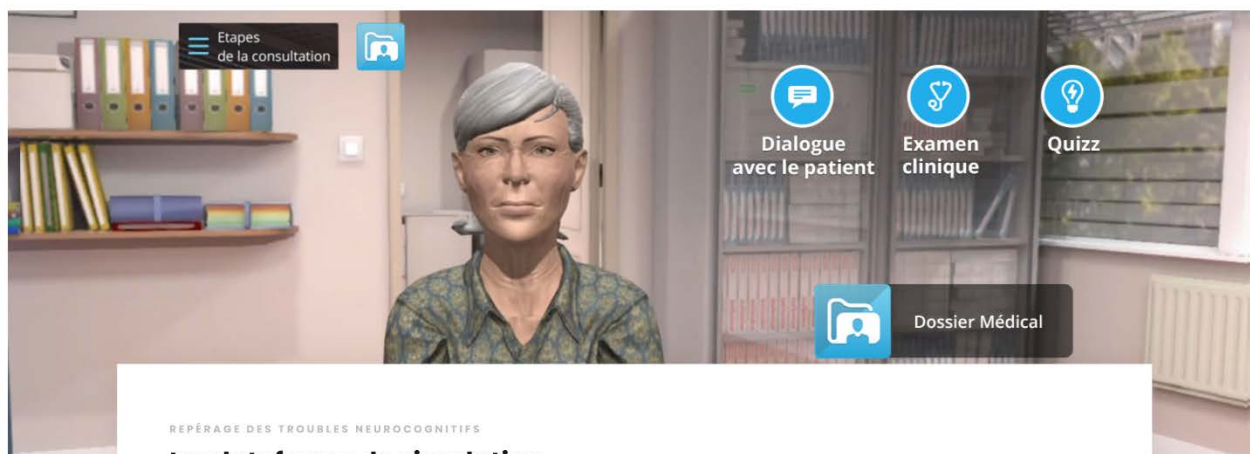 Etapes
de la consultation
Dialogue
avec le patient
Examen
clinique
Quizz
Dossier Médical
REPÉRAGE DES TROUBLES NEUROCOGNITIFS